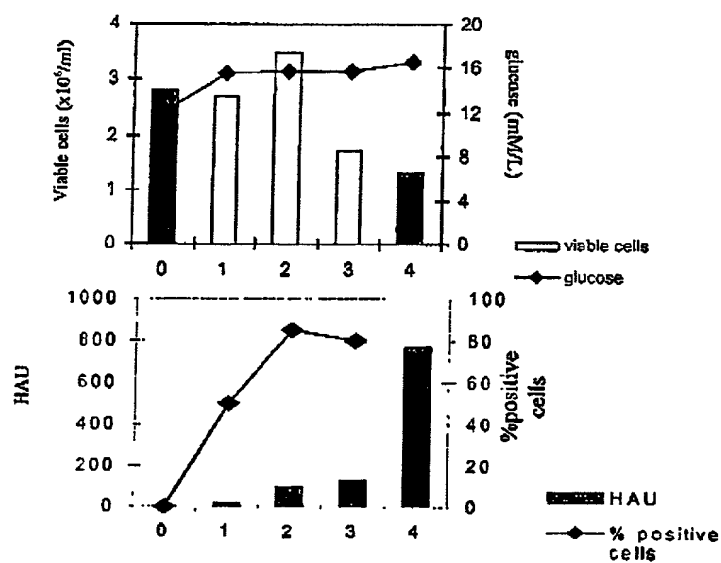 Viable cells (x10⁶/ml)
4
3
2
1
0
20
16
12
8
4
0
glucose (mM/L)
0 1 2 3 4
viable cells
glucose
HAU
1000
800
600
400
200
0
100
80
60
40
20
0
%positive
cells
0 1 2 3 4
HAU
% positive
cells